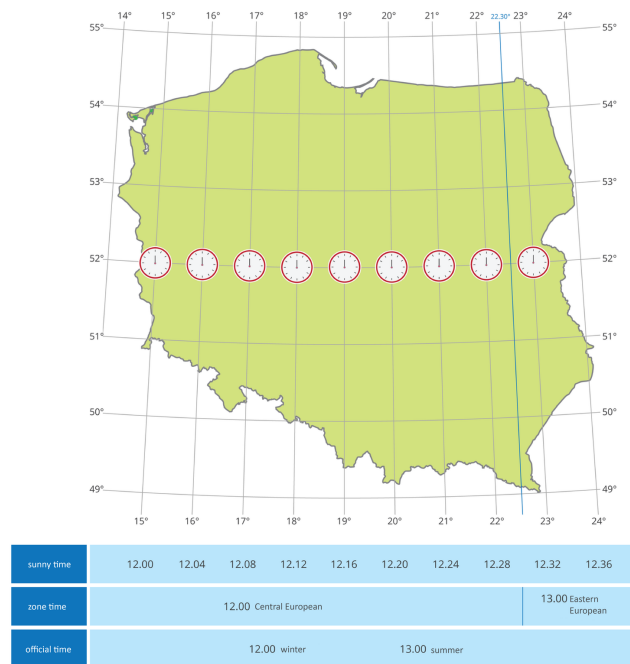 14° 16° 17° 18° 19° 20° 21° 22° 22.30° 23° 24°
55° 55°
54° 54°
53° 53°
52° 52°
51° 51°
50° 50°
49° 49°
15° 16° 17° 18° 19° 20° 21° 22° 23° 24°
sunny time 12.00 12.04 12.08 12.12 12.16 12.20 12.24 12.28 12.32 12.36
zone time 12.00 Central European 13.00 Eastern
European
official time 12.00 winter 13.00 summer